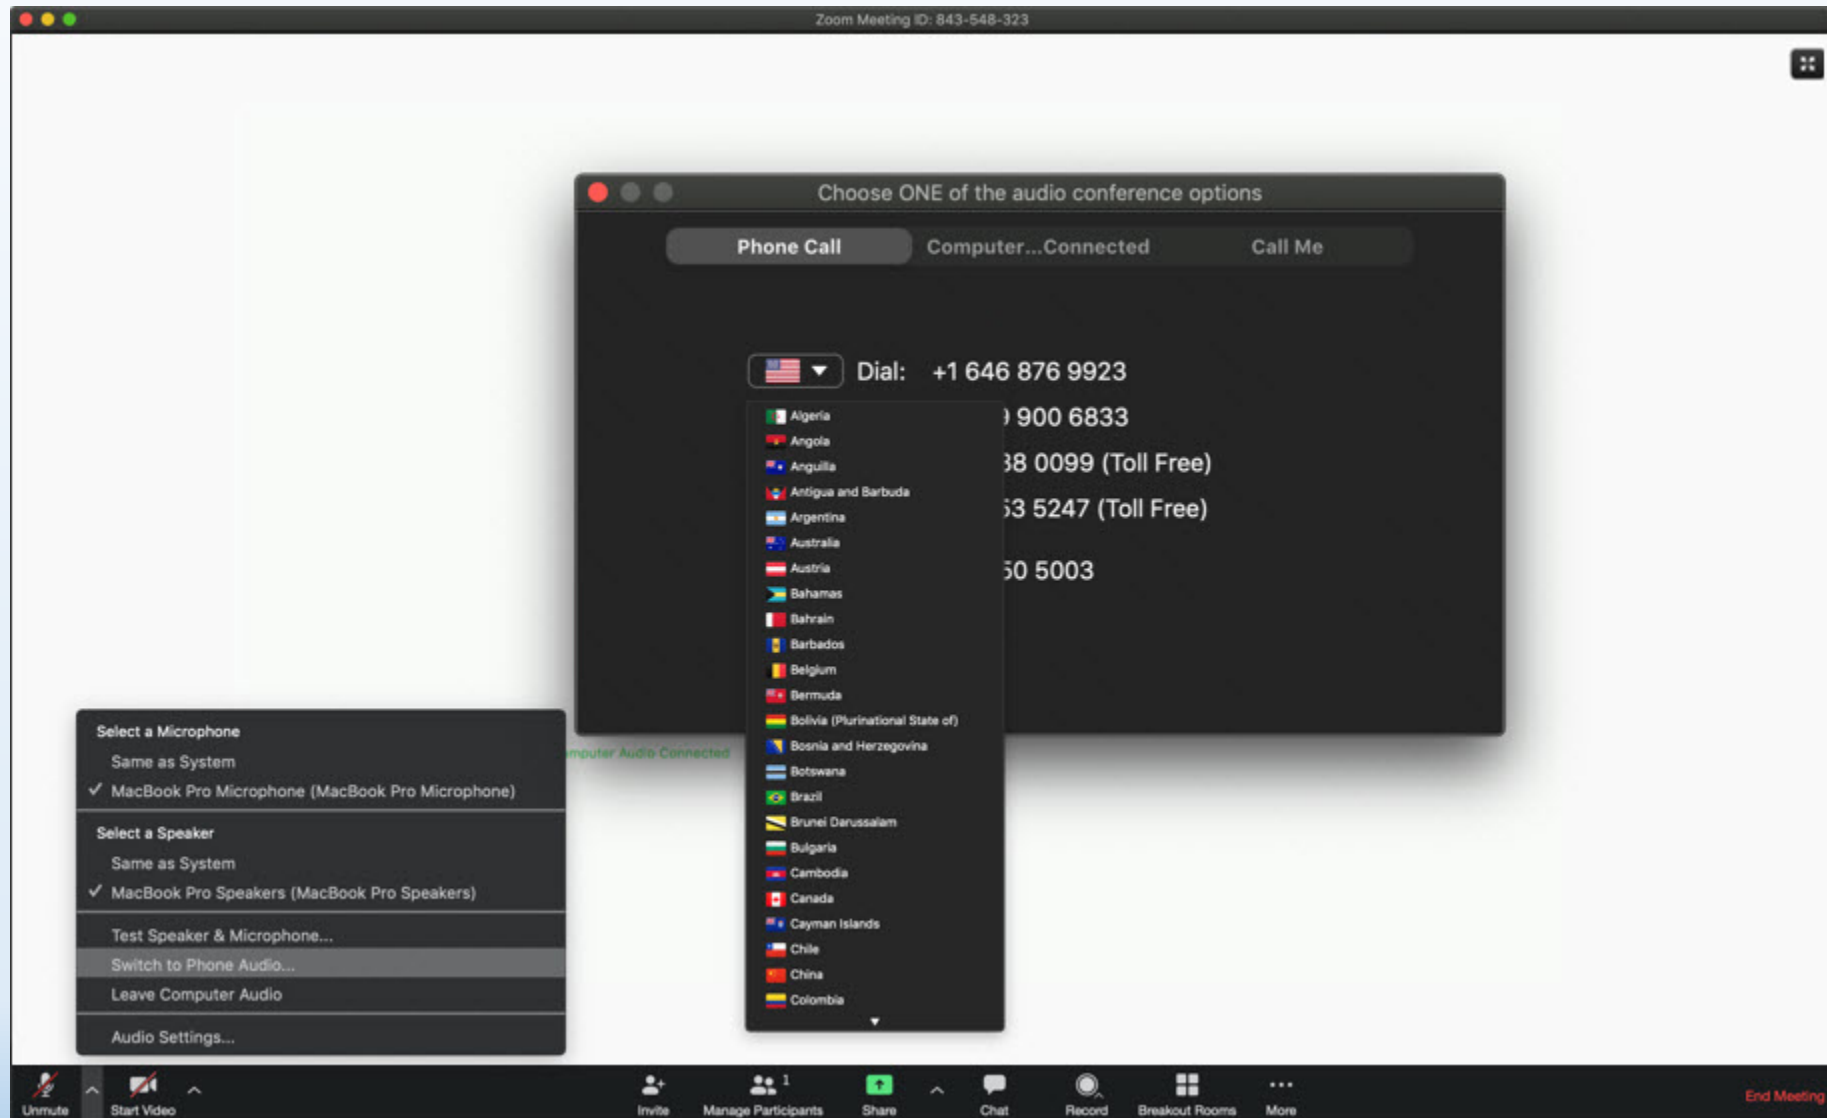 Zoom Meeting ID: 843-548-323
Choose ONE of the audio conference options
Phone Call Computer...Connected Call Me
Dial: +1 646 876 9923
900 6833
0099 (Toll Free)
5247 (Toll Free)
5003
Algeria
Angola
Anguilla
Antigua and Barbuda
Argentina
Australia
Austria
Bahamas
Bahrain
Barbados
Belgium
Bermuda
Bolivia (Plurinational State of)
Bosnia and Herzegovina
Botswana
Brazil
Brunei Darussalam
Bulgaria
Cambodia
Canada
Cayman Islands
Chile
China
Colombia
Audio Connected
Select a Microphone
Same as System
MacBook Pro Microphone (MacBook Pro Microphone)
Select a Speaker
Same as System
MacBook Pro Speakers (MacBook Pro Speakers)
Test Speaker & Microphone...
Switch to Phone Audio...
Leave Computer Audio
Audio Settings...
1
Unmute Start Video Invite Manage Participants Share Chat Record Breakout Rooms More End Meeting